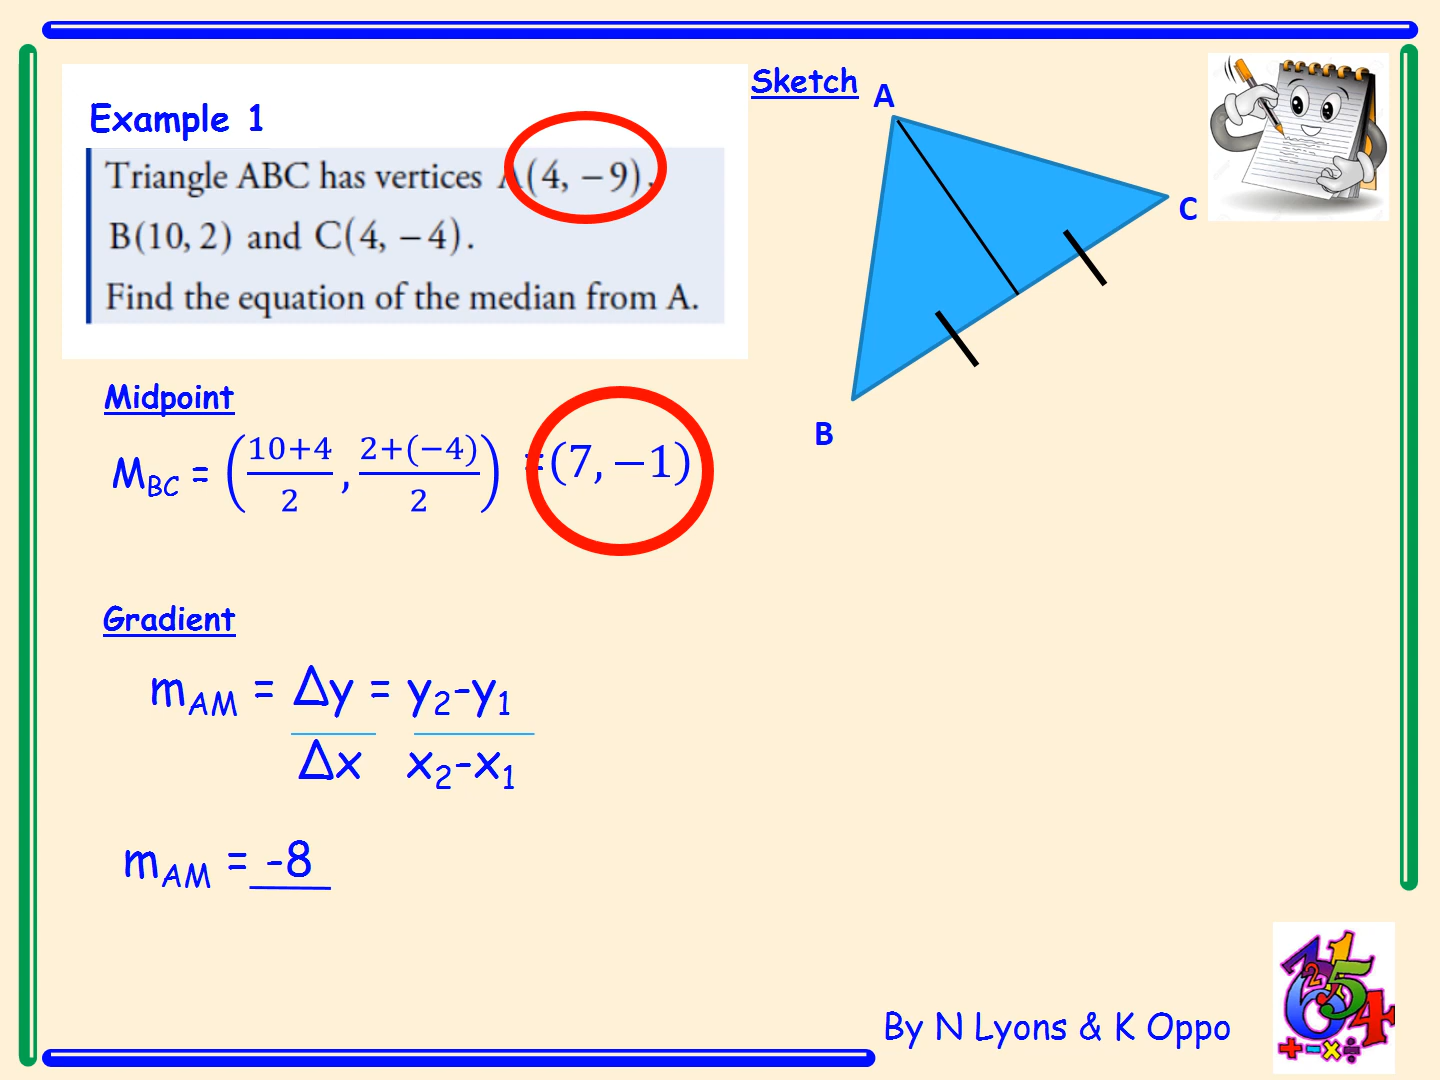 Example 1
Triangle ABC has vertices A(4, −9),
B(10, 2) and C(4, −4).
Find the equation of the median from A.
Sketch
A
C
B
Midpoint
M_BC = (10+4/2, 2+(−4)/2) =(7,−1)
Gradient
m_AM = Δy = y₂-y₁
Δx x₂-x₁
m_AM = -8
By N Lyons & K Oppo